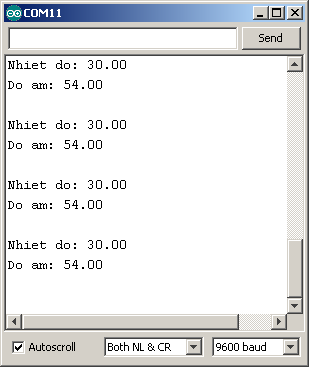 COM11
Send
Nhiet do: 30.00
Do am: 54.00
Nhiet do: 30.00
Do am: 54.00
Nhiet do: 30.00
Do am: 54.00
Nhiet do: 30.00
Do am: 54.00
Autoscroll Both NL & CR 9600 baud